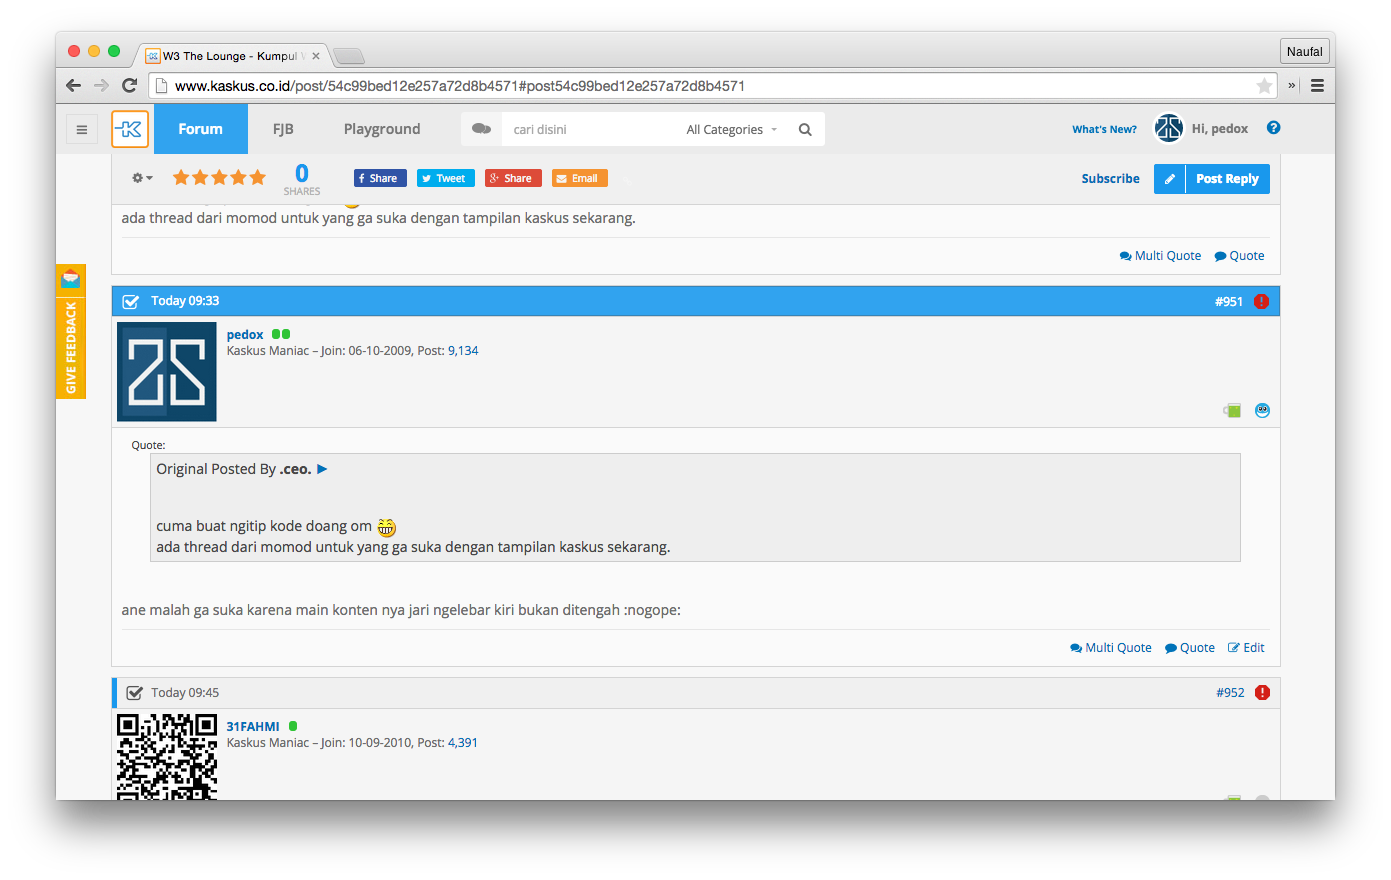 W3 The Lounge - Kumpul
Naufal
www.kaskus.co.id/post/54c99bed12e257a72d8b4571#post54c99bed12e257a72d8b4571
»
Forum
FJB
Playground
cari disini
All Categories
What's New?
Hi, pedox
0
SHARES
Share
Tweet
Share
Email
Subscribe
Post Reply
ada thread dari momod untuk yang ga suka dengan tampilan kaskus sekarang.
Multi Quote
Quote
GIVE FEEDBACK
Today 09:33
#951
pedox
Kaskus Maniac – Join: 06-10-2009, Post: 9,134
Quote:
Original Posted By .ceo.
cuma buat ngitip kode doang om
ada thread dari momod untuk yang ga suka dengan tampilan kaskus sekarang.
ane malah ga suka karena main konten nya jari ngelebar kiri bukan ditengah :nogope:
Multi Quote
Quote
Edit
Today 09:45
#952
31FAHMI
Kaskus Maniac – Join: 10-09-2010, Post: 4,391